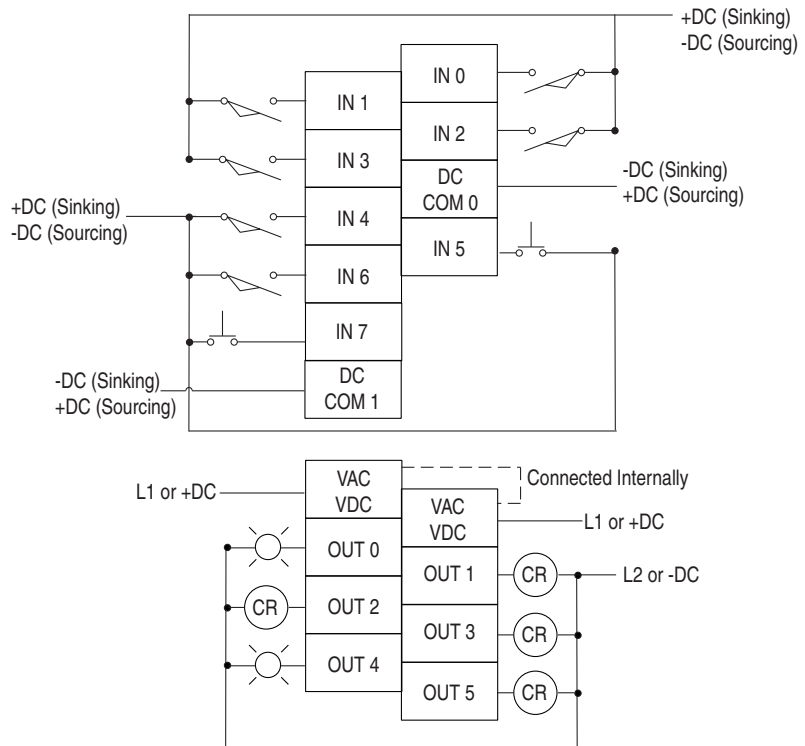 +DC (Sinking)
-DC (Sourcing)
IN 0
IN 1
IN 2
IN 3
DC
COM 0
-DC (Sinking)
+DC (Sourcing)
+DC (Sinking)
-DC (Sourcing)
IN 4
IN 5
IN 6
IN 7
DC
COM 1
-DC (Sinking)
+DC (Sourcing)
VAC
VDC
Connected Internally
L1 or +DC
VAC
VDC
L1 or +DC
OUT 0
OUT 1
CR
L2 or -DC
CR
OUT 2
OUT 3
CR
OUT 4
OUT 5
CR